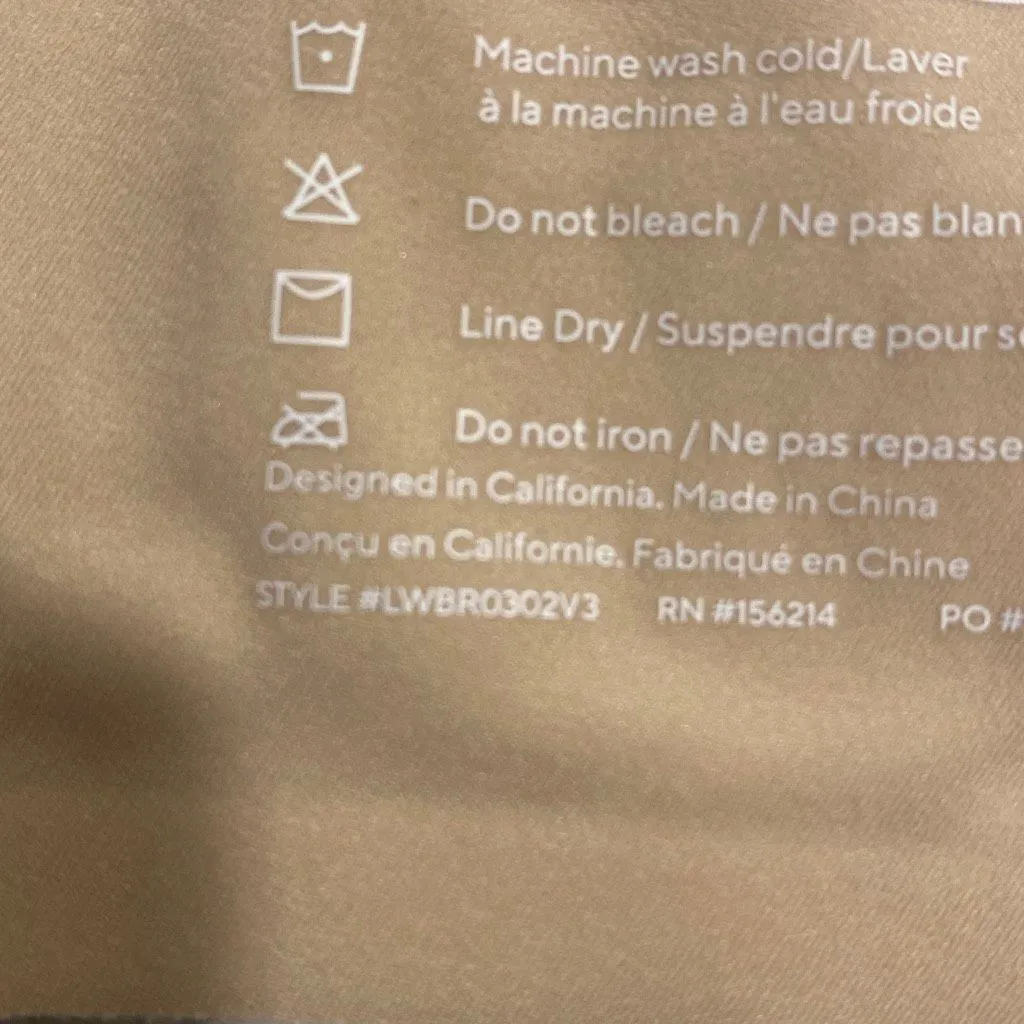 Machine wash cold/Laver
à la machine à l'eau froide
Do not bleach / Ne pas blan
Line Dry / Suspendre pour s
Do not iron / Ne pas repasse
Designed in California. Made in China
Conçu en Californie. Fabriqué en Chine
STYLE #LWBR0302V3 RN #156214 PO #